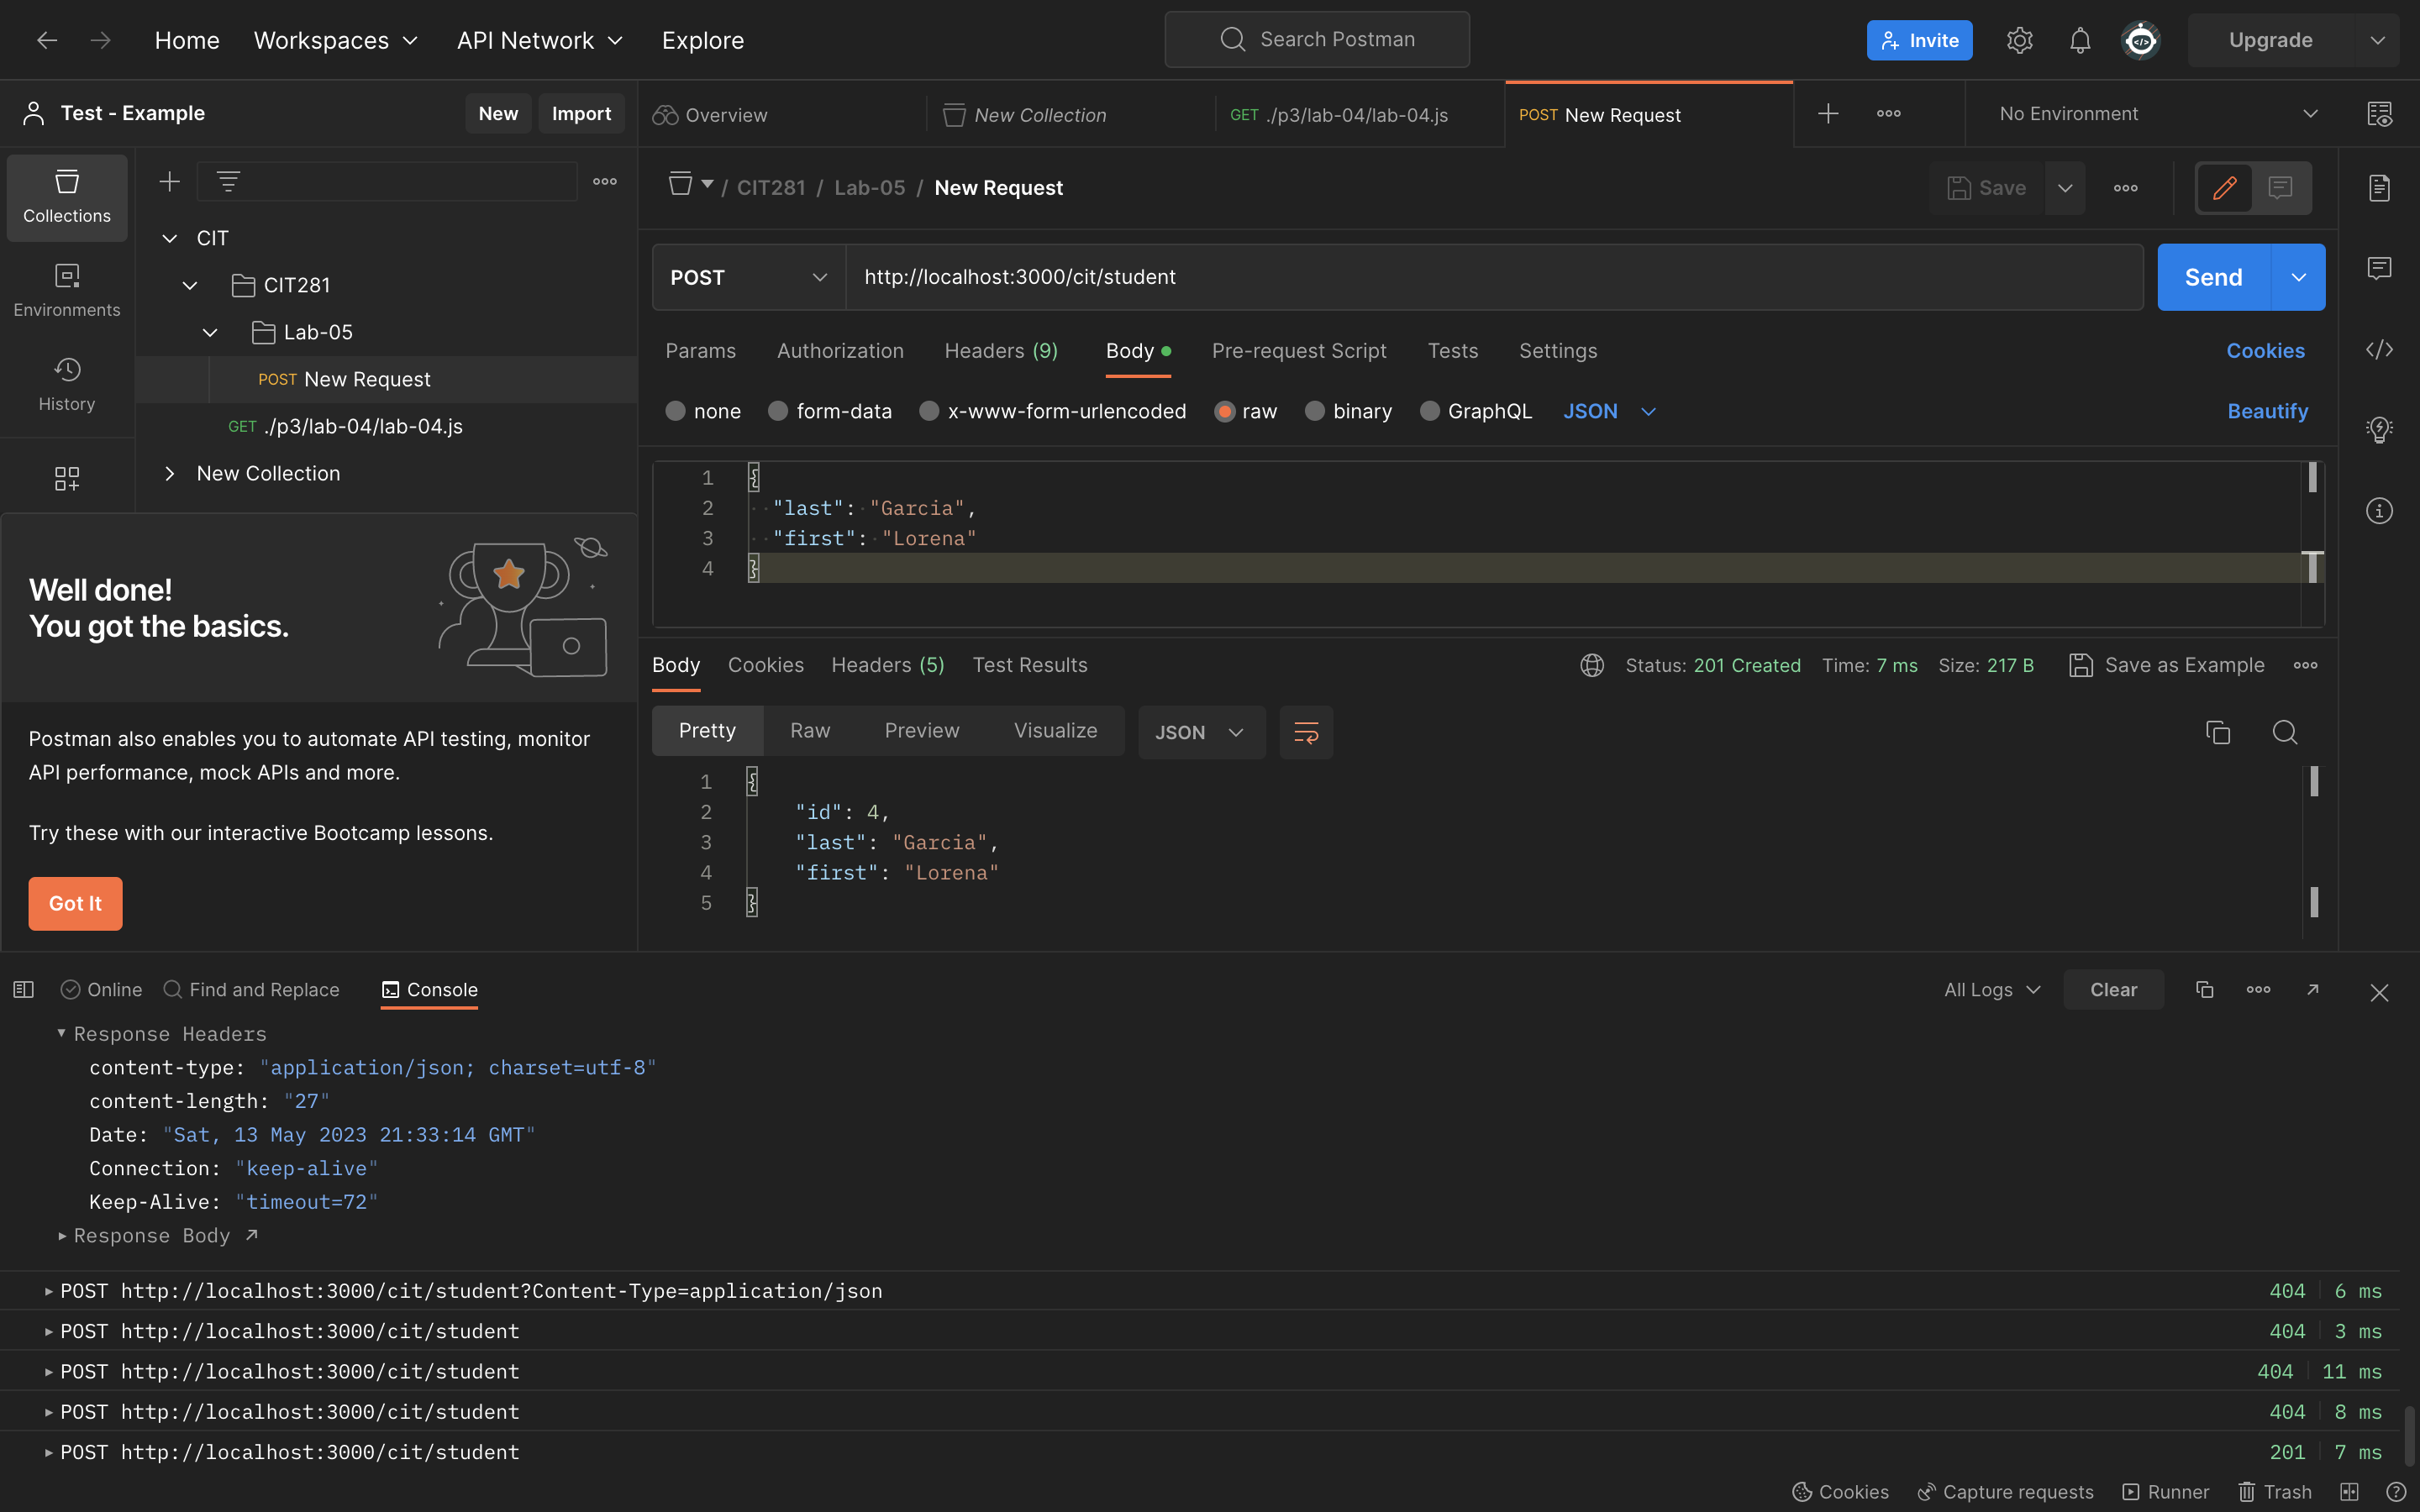 Home Workspaces API Network Explore Search Postman Invite Upgrade
Test - Example New Import Overview New Collection GET ./p3/lab-04/lab-04.js POST New Request No Environment
Collections
Environments
History
CIT
CIT281
Lab-05
POST New Request
GET ./p3/lab-04/lab-04.js
New Collection
/ CIT281 / Lab-05 / New Request Save
POST http://localhost:3000/cit/student Send
Params Authorization Headers (9) Body Pre-request Script Tests Settings Cookies
none form-data x-www-form-urlencoded raw binary GraphQL JSON Beautify
1 {
2 "last": "Garcia",
3 "first": "Lorena"
4 }
Well done!
You got the basics.
Postman also enables you to automate API testing, monitor
API performance, mock APIs and more.
Try these with our interactive Bootcamp lessons.
Got It
Body Cookies Headers (5) Test Results Status: 201 Created Time: 7 ms Size: 217 B Save as Example
Pretty Raw Preview Visualize JSON
1 {
2 "id": 4,
3 "last": "Garcia",
4 "first": "Lorena"
5 }
Online Find and Replace Console All Logs Clear
Response Headers
content-type: "application/json; charset=utf-8"
content-length: "27"
Date: "Sat, 13 May 2023 21:33:14 GMT"
Connection: "keep-alive"
Keep-Alive: "timeout=72"
Response Body
POST http://localhost:3000/cit/student?Content-Type=application/json 404 6 ms
POST http://localhost:3000/cit/student 404 3 ms
POST http://localhost:3000/cit/student 404 11 ms
POST http://localhost:3000/cit/student 404 8 ms
POST http://localhost:3000/cit/student 201 7 ms
Cookies Capture requests Runner Trash